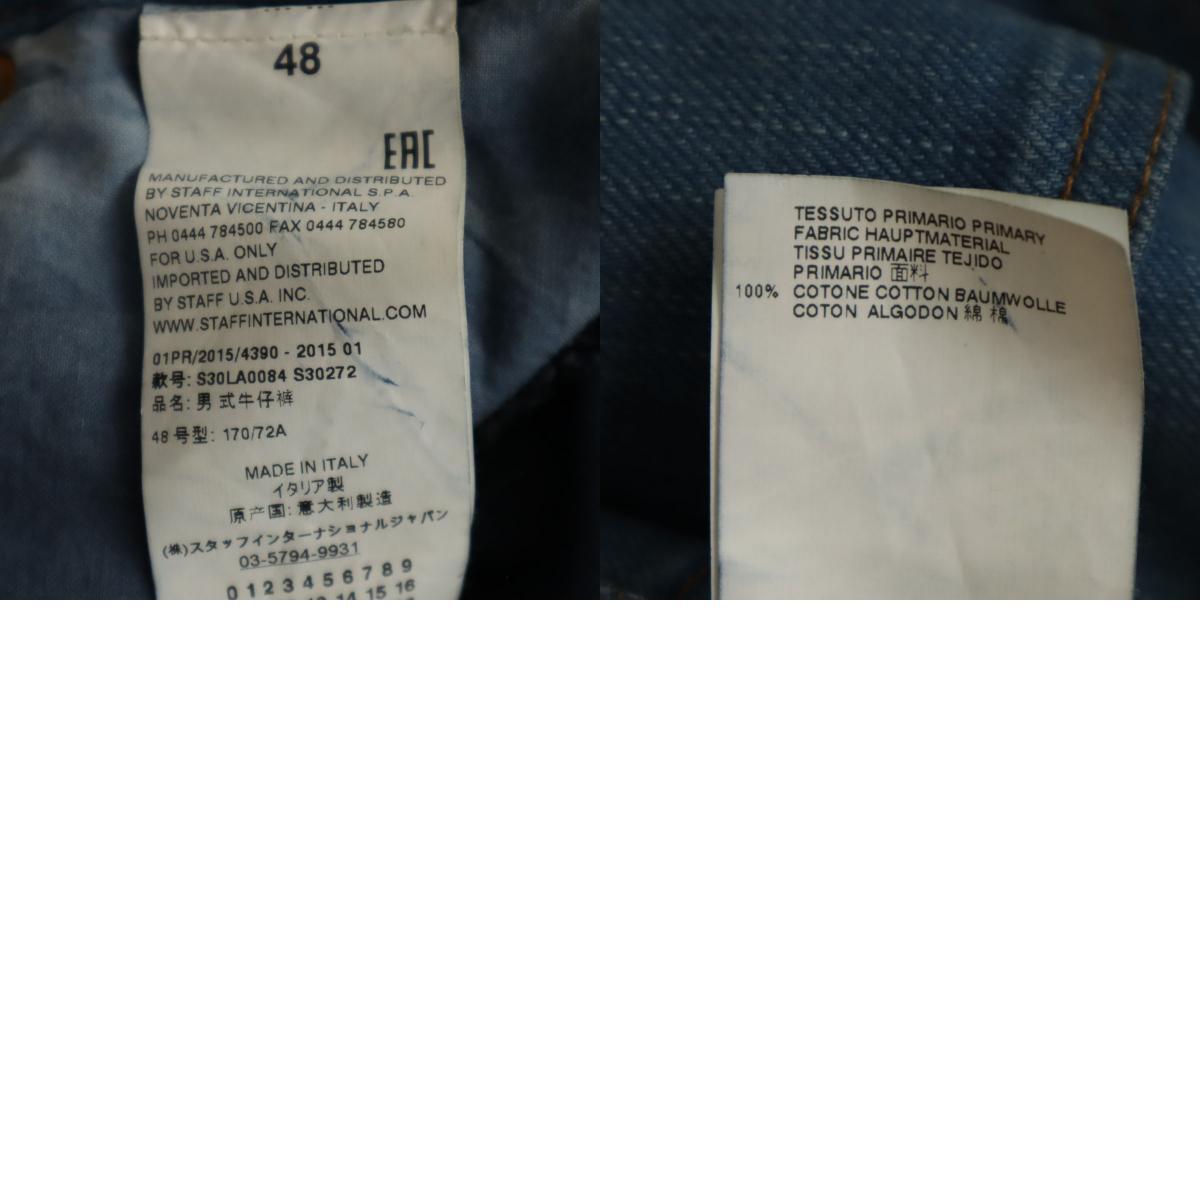 48
EAC
MANUFACTURED AND DISTRIBUTED
BY STAFF INTERNATIONAL S.P.A.
NOVENTA VICENTINA - ITALY
PH 0444 784500 FAX 0444 784580
FOR U.S.A. ONLY
IMPORTED AND DISTRIBUTED
BY STAFF U.S.A. INC.
WWW.STAFFINTERNATIONAL.COM
01PR/2015/4390 - 2015 01
款号: S30LA0084 S30272
品名: 男式牛仔裤
48号型: 170/72A
MADE IN ITALY
イタリア製
原产国: 意大利製造
(株)スタッフインターナショナルジャパン
03-5794-9931
0 1 2 3 4 5 6 7 8 9
14 15 16
TESSUTO PRIMARIO PRIMARY
FABRIC HAUPTMATERIAL
TISSU PRIMAIRE TEJIDO
PRIMARIO 面料
100% COTONE COTTON BAUMWOLLE
COTON ALGODON 綿 棉